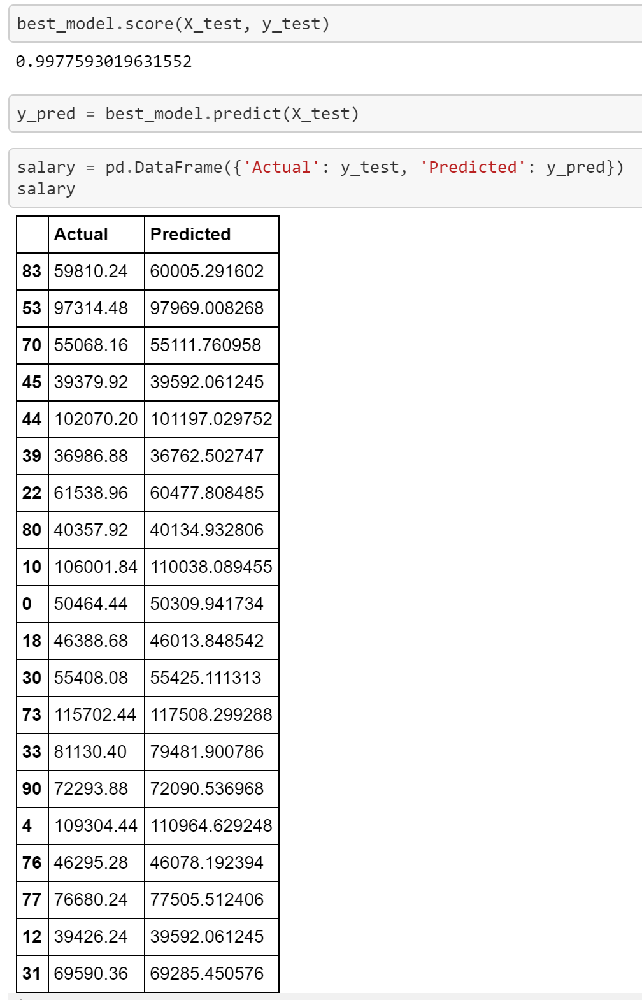 best_model.score(X_test, y_test)
0.9977593019631552
y_pred = best_model.predict(X_test)
salary = pd.DataFrame({'Actual': y_test, 'Predicted': y_pred})
salary
Actual Predicted
83 59810.24 60005.291602
53 97314.48 97969.008268
70 55068.16 55111.760958
45 39379.92 39592.061245
44 102070.20 101197.029752
39 36986.88 36762.502747
22 61538.96 60477.808485
80 40357.92 40134.932806
10 106001.84 110038.089455
0 50464.44 50309.941734
18 46388.68 46013.848542
30 55408.08 55425.111313
73 115702.44 117508.299288
33 81130.40 79481.900786
90 72293.88 72090.536968
4 109304.44 110964.629248
76 46295.28 46078.192394
77 76680.24 77505.512406
12 39426.24 39592.061245
31 69590.36 69285.450576